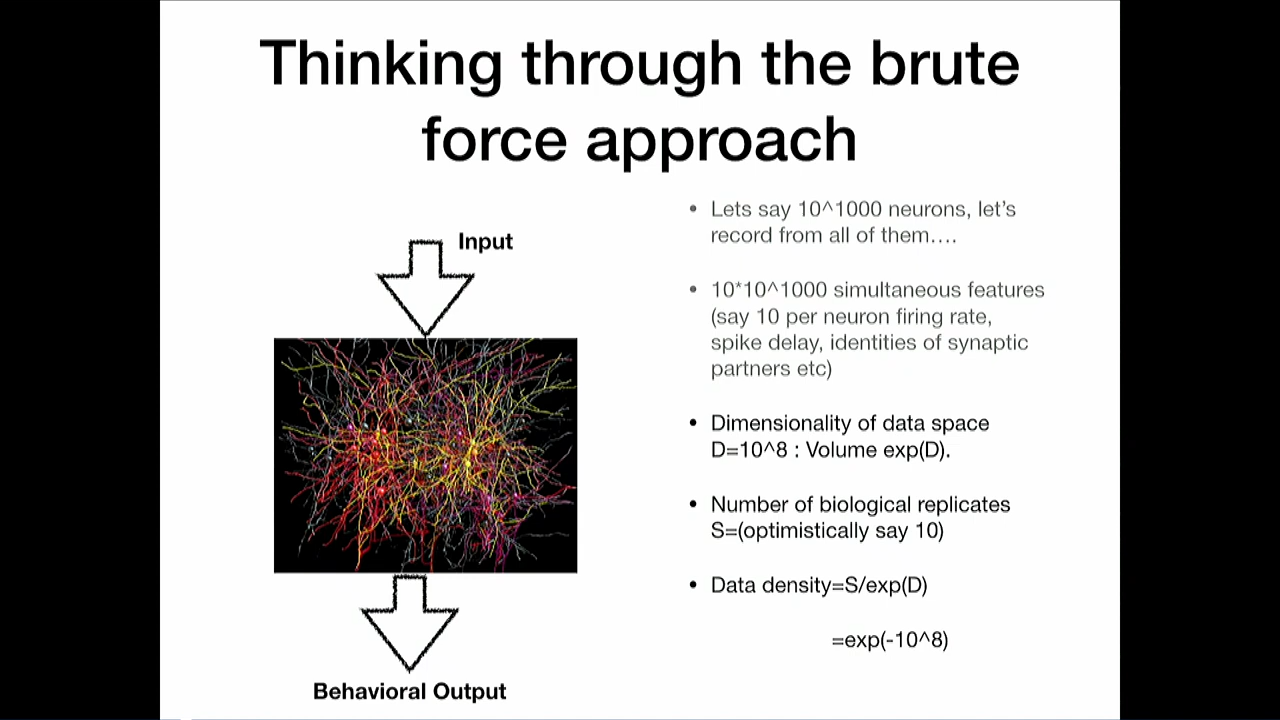 Thinking through the brute
force approach
Input
Behavioral Output
• Lets say 10^1000 neurons, let's
record from all of them….
• 10*10^1000 simultaneous features
(say 10 per neuron firing rate,
spike delay, identities of synaptic
partners etc)
• Dimensionality of data space
D=10^8 : Volume exp(D).
• Number of biological replicates
S=(optimistically say 10)
• Data density=S/exp(D)
=exp(-10^8)